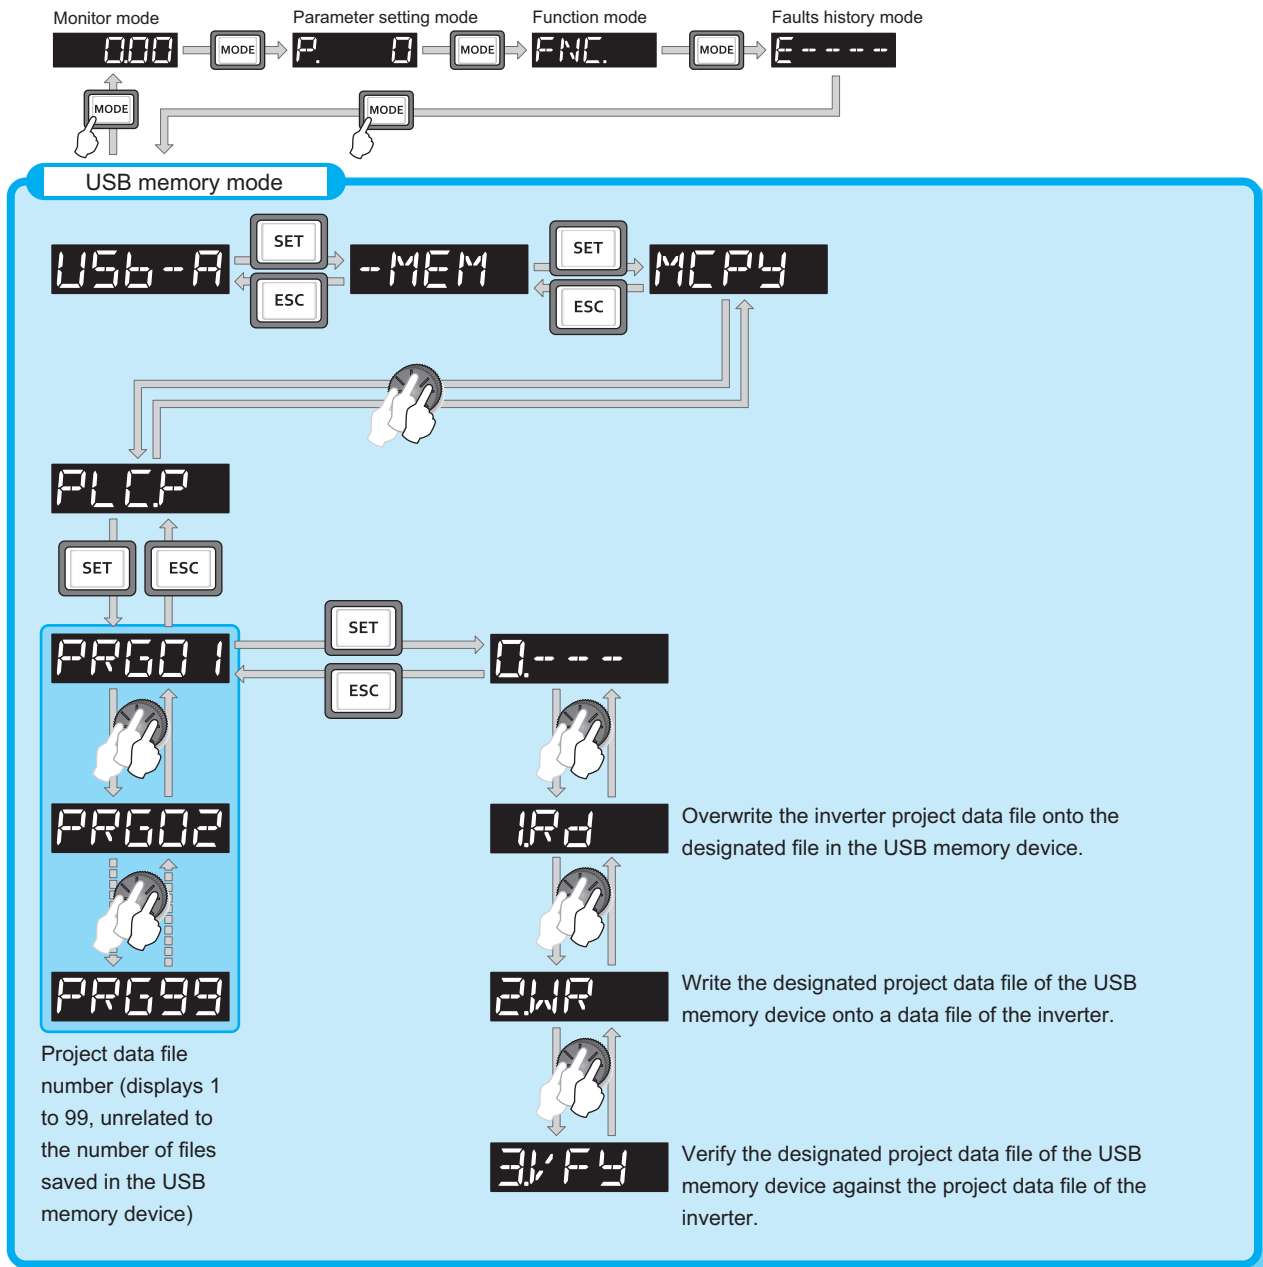 Monitor mode
Parameter setting mode
Function mode
Faults history mode
0.00
MODE
P. 0
MODE
FNC.
MODE
E----
MODE
MODE
USB memory mode
USb-A
SET
ESC
-MEM
SET
ESC
MCPY
PLC.P
SET
ESC
PRG01
SET
ESC
0.---
PRG02
1.Rd
Overwrite the inverter project data file onto the
designated file in the USB memory device.
PRG99
2.WR
Write the designated project data file of the USB
memory device onto a data file of the inverter.
Project data file
number (displays 1
to 99, unrelated to
the number of files
saved in the USB
memory device)
3.VFY
Verify the designated project data file of the USB
memory device against the project data file of the
inverter.